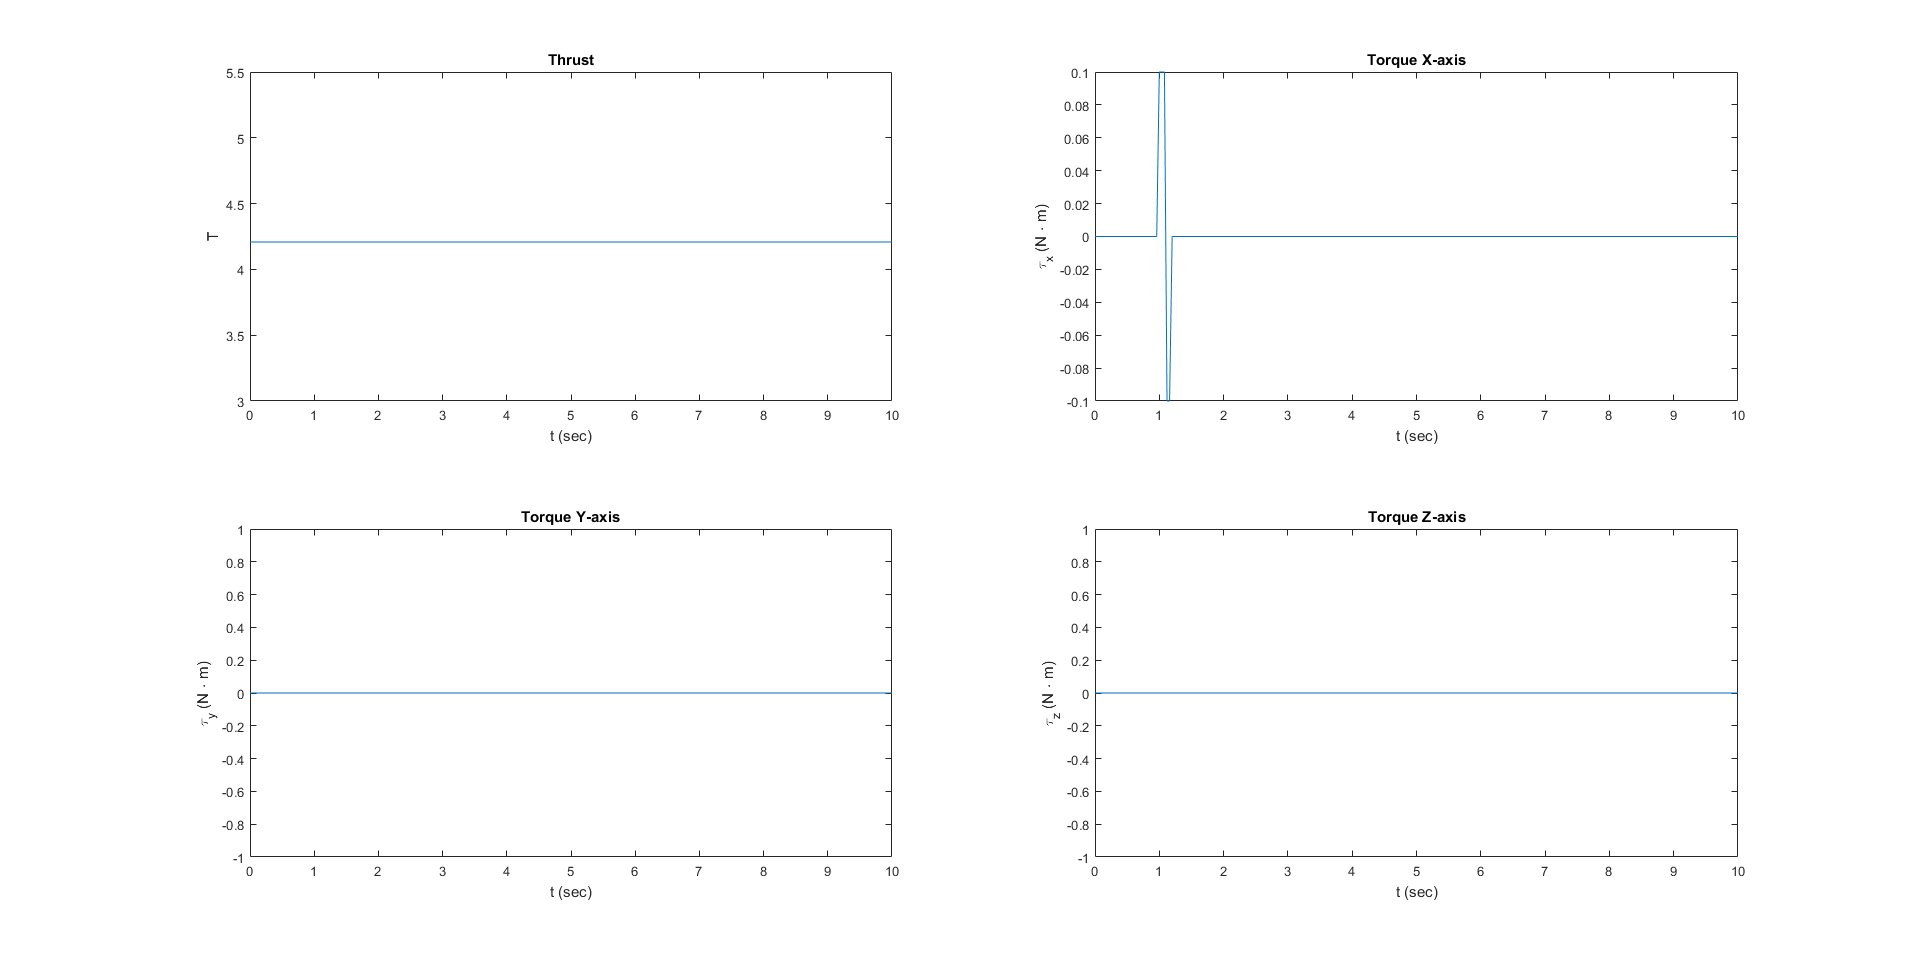 Thrust
5.5
5
4.5
4
3.5
3
T
0 1 2 3 4 5 6 7 8 9 10
t (sec)
Torque X-axis
0.1
0.08
0.06
0.04
0.02
0
-0.02
-0.04
-0.06
-0.08
-0.1
τx (N · m)
0 1 2 3 4 5 6 7 8 9 10
t (sec)
Torque Y-axis
1
0.8
0.6
0.4
0.2
0
-0.2
-0.4
-0.6
-0.8
-1
τy (N · m)
0 1 2 3 4 5 6 7 8 9 10
t (sec)
Torque Z-axis
1
0.8
0.6
0.4
0.2
0
-0.2
-0.4
-0.6
-0.8
-1
τz (N · m)
0 1 2 3 4 5 6 7 8 9 10
t (sec)